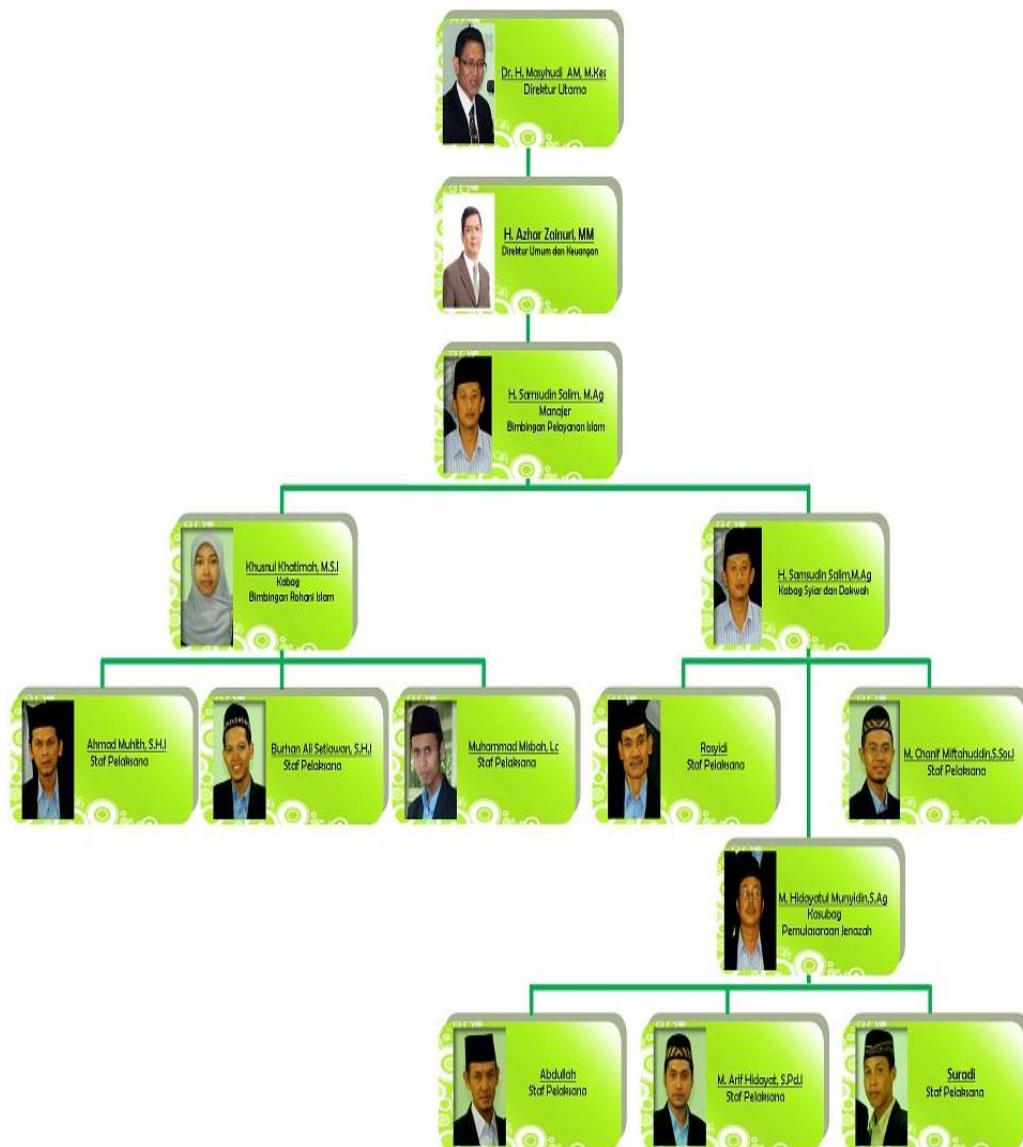 Dr. H. Masyhudi AM, M.Kes
Direktur Utama
H. Azhar Zainuri, MM
Direktur Umum dan Keuangan
H. Samsudin Salim, M.Ag
Manajer
Bimbingan Pelayanan Islam
Khusnul Khatimah, M.S.I
Kabag
Bimbingan Rohani Islam
H. Samsudin Salim,M.Ag
Kabag Syiar dan Dakwah
Ahmad Muhith, S.H.I
Staf Pelaksana
Burhan Ali Setiawan, S.H.I
Staf Pelaksana
Muhammad Misbah, Lc
Staf Pelaksana
Rosyidi
Staf Pelaksana
M. Chanif Miftahuddin,S.Sos.I
Staf Pelaksana
M. Hidayatul Mursyidin,S.Ag
Kasubag
Pemulasaraan Jenazah
Abdullah
Staf Pelaksana
M. Arif Hidayat, S.Pd.I
Staf Pelaksana
Suradi
Staf Pelaksana